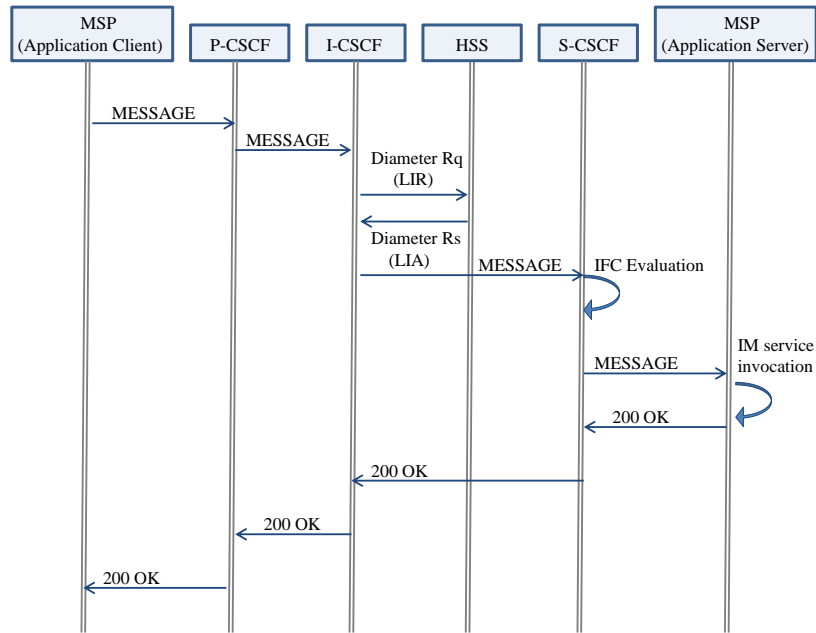 MSP
(Application Client)
P-CSCF
I-CSCF
HSS
S-CSCF
MSP
(Application Server)
MESSAGE
MESSAGE
Diameter Rq
(LIR)
Diameter Rs
(LIA)
MESSAGE
IFC Evaluation
MESSAGE
IM service
invocation
200 OK
200 OK
200 OK
200 OK